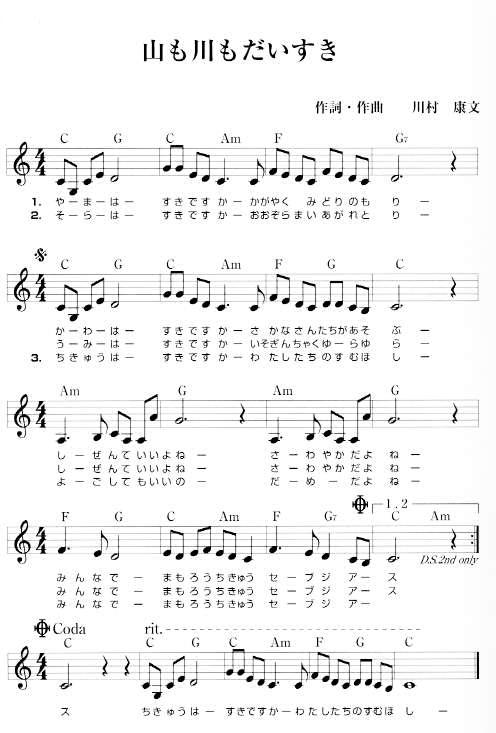 山も川もだいすき
作詞・作曲　川村　康文
C G C Am F G7
1. やーまーはー すきですかーかがやく みどりのもりー
2. そーらーはー すきですかーおおぞらまいあがれとりー
C G C Am F G C
かーわーはー すきですかーさかなさんたちがあそぶー
うーみーはー すきですかーいそぎんちゃくゆーらゆらー
3. ちきゅうはー すきですかーわたしたちのすむほしー
Am G Am G
しーぜんていいよねー さーわやかだよねー
しーぜんていいよねー さーわやかだよねー
よーごしてもいいのー だーめーだよねー
1, 2
F G C Am F G7 C Am
D.S.2nd only
みんなでーまもろうちきゅうセーブジアース
みんなでーまもろうちきゅうセーブジアース
みんなでーまもろうちきゅうセーブジアー
Coda rit.
C C G C Am F G C
ス ちきゅうはーすきですかーわたしたちのすむほしー